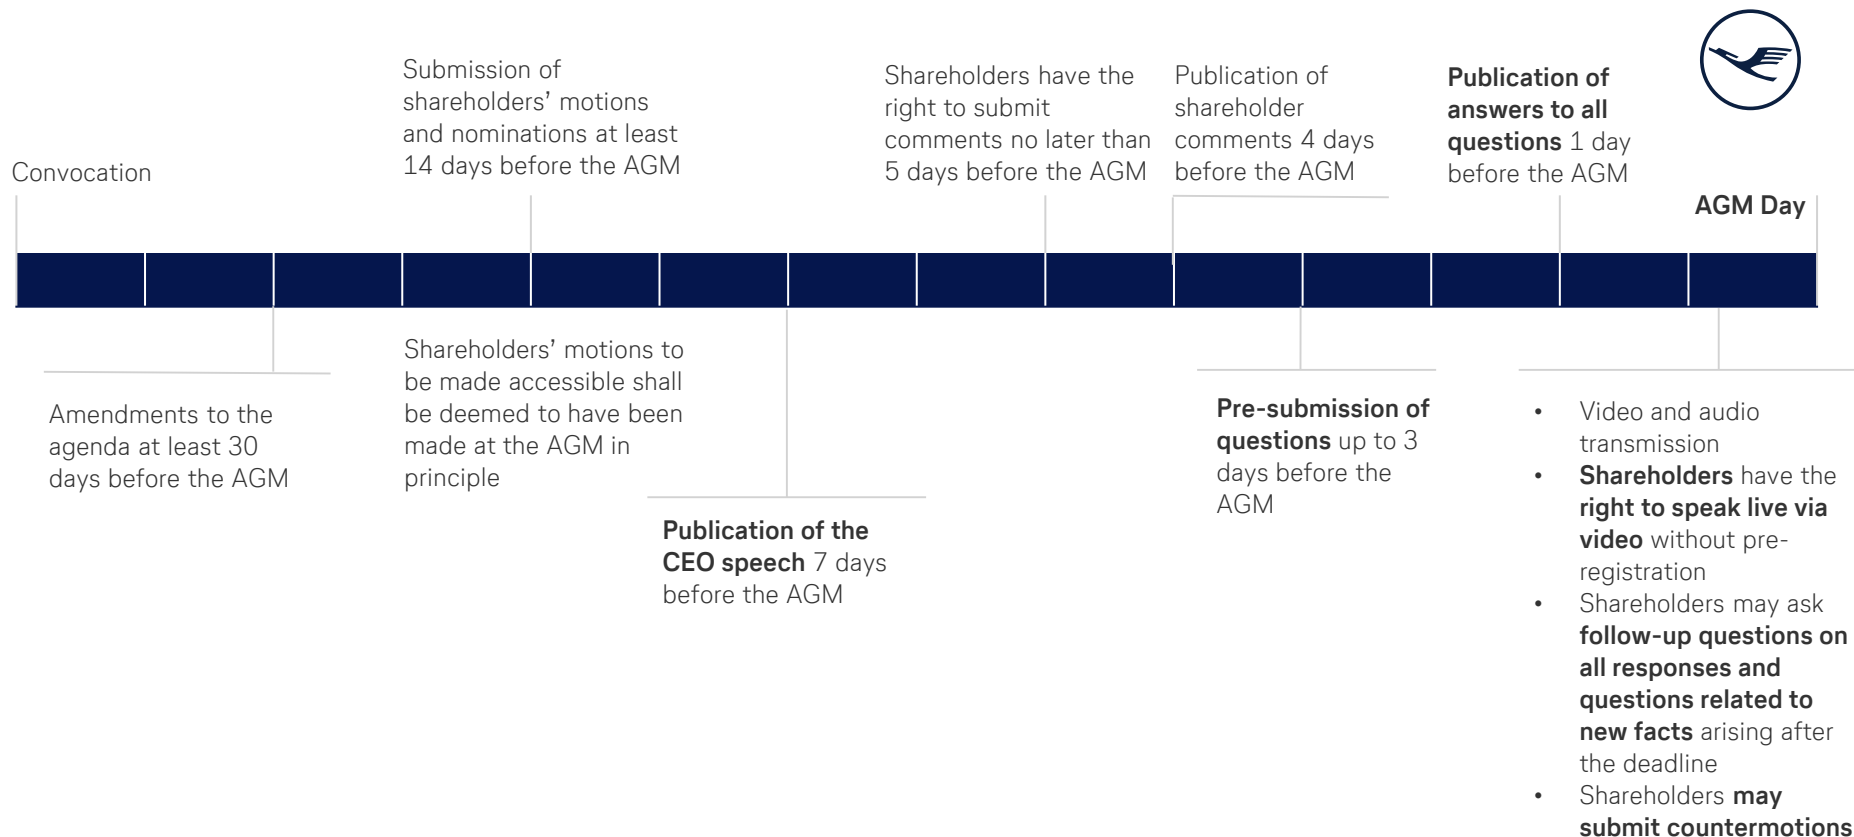 Convocation
Submission of
shareholders’ motions
and nominations at least
14 days before the AGM
Shareholders have the
right to submit
comments no later than
5 days before the AGM
Publication of
shareholder
comments 4 days
before the AGM
Publication of
answers to all
questions 1 day
before the AGM
AGM Day
Amendments to the
agenda at least 30
days before the AGM
Shareholders’ motions to
be made accessible shall
be deemed to have been
made at the AGM in
principle
Publication of the
CEO speech 7 days
before the AGM
Pre-submission of
questions up to 3
days before the
AGM
• Video and audio
transmission
• Shareholders have the
right to speak live via
video without pre-
registration
• Shareholders may ask
follow-up questions on
all responses and
questions related to
new facts arising after
the deadline
• Shareholders may
submit countermotions